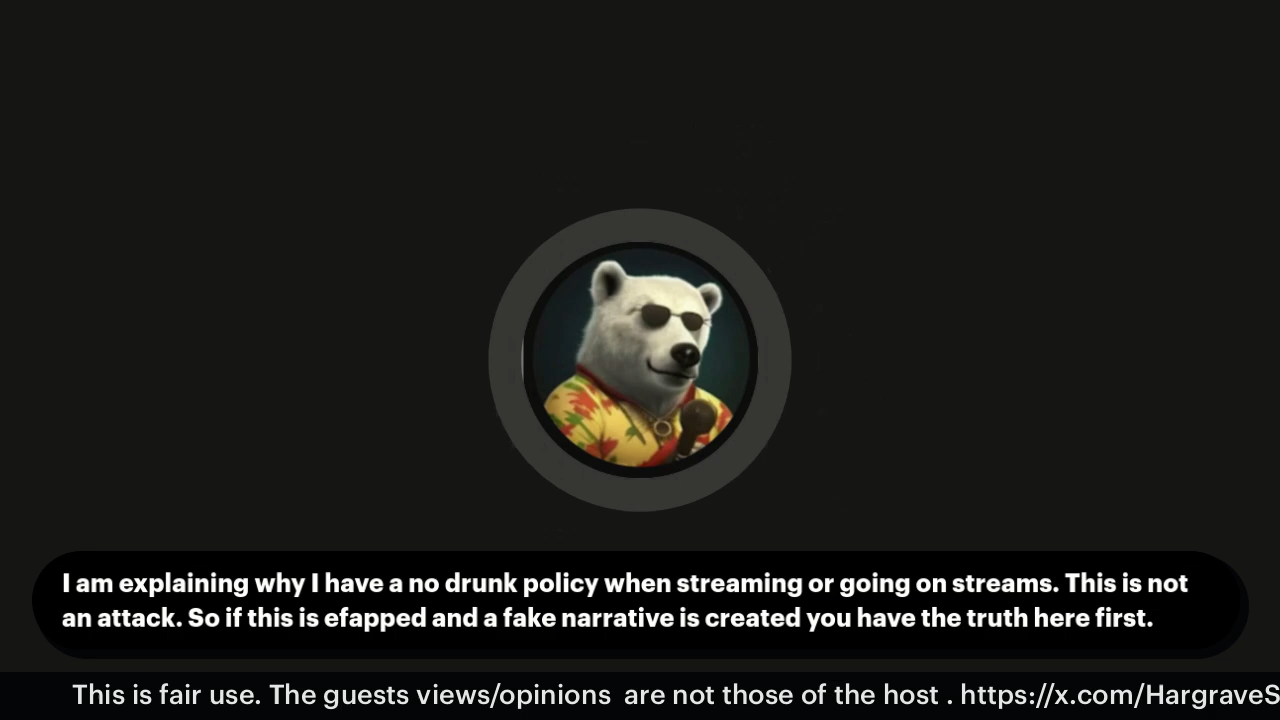 I am explaining why I have a no drunk policy when streaming or going on streams. This is not
an attack. So if this is efapped and a fake narrative is created you have the truth here first.
This is fair use. The guests views/opinions  are not those of the host . https://x.com/HargraveS